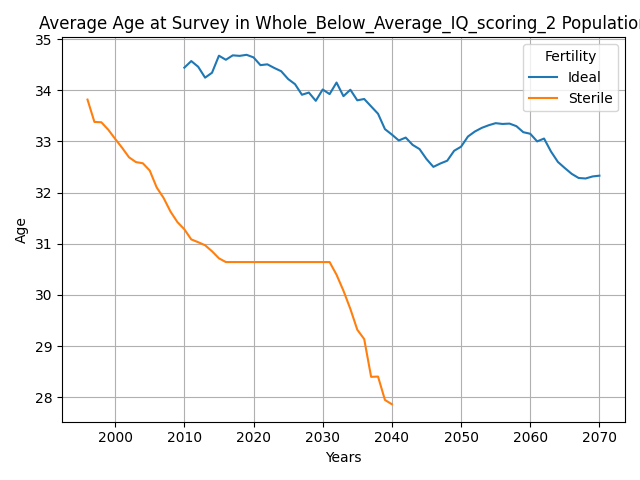 Average Age at Survey in Whole_Below_Average_IQ_scoring_2 Population
35
34
33
32
31
30
29
28
Age
Fertility
Ideal
Sterile
2000 2010 2020 2030 2040 2050 2060 2070
Years